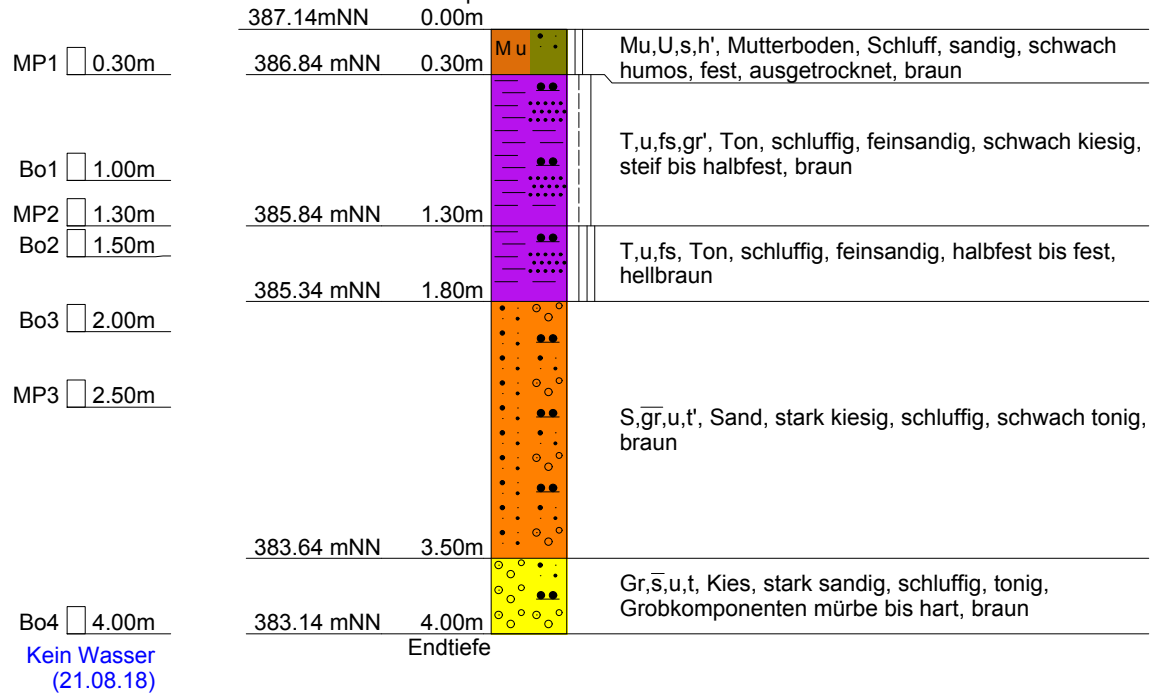 387.14mNN 0.00m
MP1 0.30m 386.84 mNN 0.30m Mu Mu,U,s,h', Mutterboden, Schluff, sandig, schwach
humos, fest, ausgetrocknet, braun
T,u,fs,gr', Ton, schluffig, feinsandig, schwach kiesig,
steif bis halbfest, braun
Bo1 1.00m
MP2 1.30m 385.84 mNN 1.30m
Bo2 1.50m
T,u,fs, Ton, schluffig, feinsandig, halbfest bis fest,
hellbraun
385.34 mNN 1.80m
Bo3 2.00m
MP3 2.50m
S,g̅r̅,u,t', Sand, stark kiesig, schluffig, schwach tonig,
braun
383.64 mNN 3.50m
Gr,s̅,u,t, Kies, stark sandig, schluffig, tonig,
Grobkomponenten mürbe bis hart, braun
Bo4 4.00m 383.14 mNN 4.00m
Endtiefe
Kein Wasser
(21.08.18)